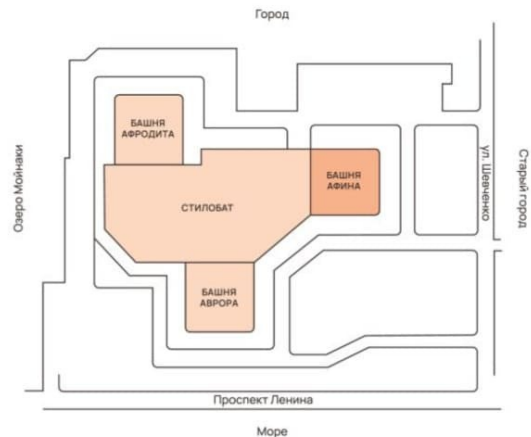 Город
БАШНЯ
АФРОДИТА
Озеро Мойнаки
СТИЛОБАТ
БАШНЯ
АФИНА
ул. Шевченко
Старый город
БАШНЯ
АВРОРА
Проспект Ленина
Море